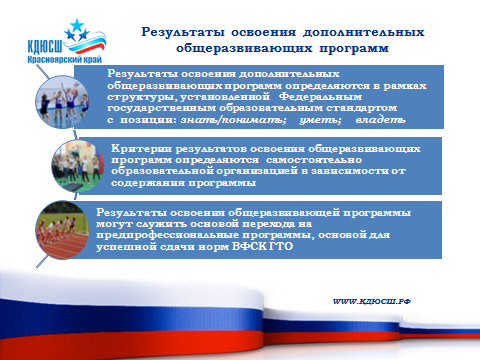 КДЮСШ
Красноярский край
Результаты освоения дополнительных
общеразвивающих программ
Результаты освоения дополнительных
общеразвивающих программ определяются в рамках
структуры, установленной Федеральным
государственным образовательным стандартом
с позиции: знать/понимать; уметь; владеть
Критерии результатов освоения общеразвивающих
программ определяются самостоятельно
образовательной организацией в зависимости от
содержания программы
Результаты освоения общеразвивающей программы
могут служить основой перехода на
предпрофессиональные программы, основой для
успешной сдачи норм ВФСК ГТО
WWW.КДЮСШ.РФ